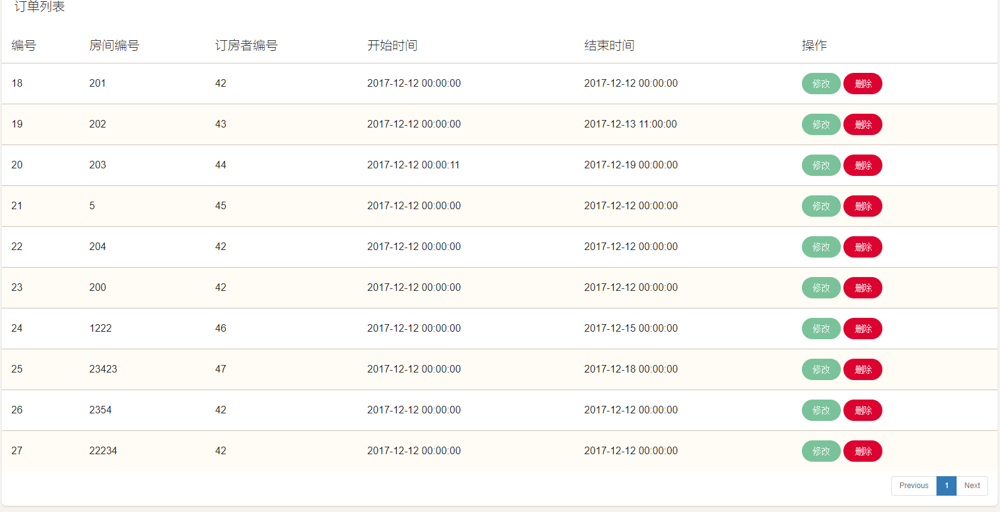 订单列表
编号 房间编号 订房者编号 开始时间 结束时间 操作
18 201 42 2017-12-12 00:00:00 2017-12-12 00:00:00 修改 删除
19 202 43 2017-12-12 00:00:00 2017-12-13 11:00:00 修改 删除
20 203 44 2017-12-12 00:00:11 2017-12-19 00:00:00 修改 删除
21 5 45 2017-12-12 00:00:00 2017-12-12 00:00:00 修改 删除
22 204 42 2017-12-12 00:00:00 2017-12-12 00:00:00 修改 删除
23 200 42 2017-12-12 00:00:00 2017-12-12 00:00:00 修改 删除
24 1222 46 2017-12-12 00:00:00 2017-12-15 00:00:00 修改 删除
25 23423 47 2017-12-12 00:00:00 2017-12-18 00:00:00 修改 删除
26 2354 42 2017-12-12 00:00:00 2017-12-12 00:00:00 修改 删除
27 22234 42 2017-12-12 00:00:00 2017-12-12 00:00:00 修改 删除
Previous 1 Next